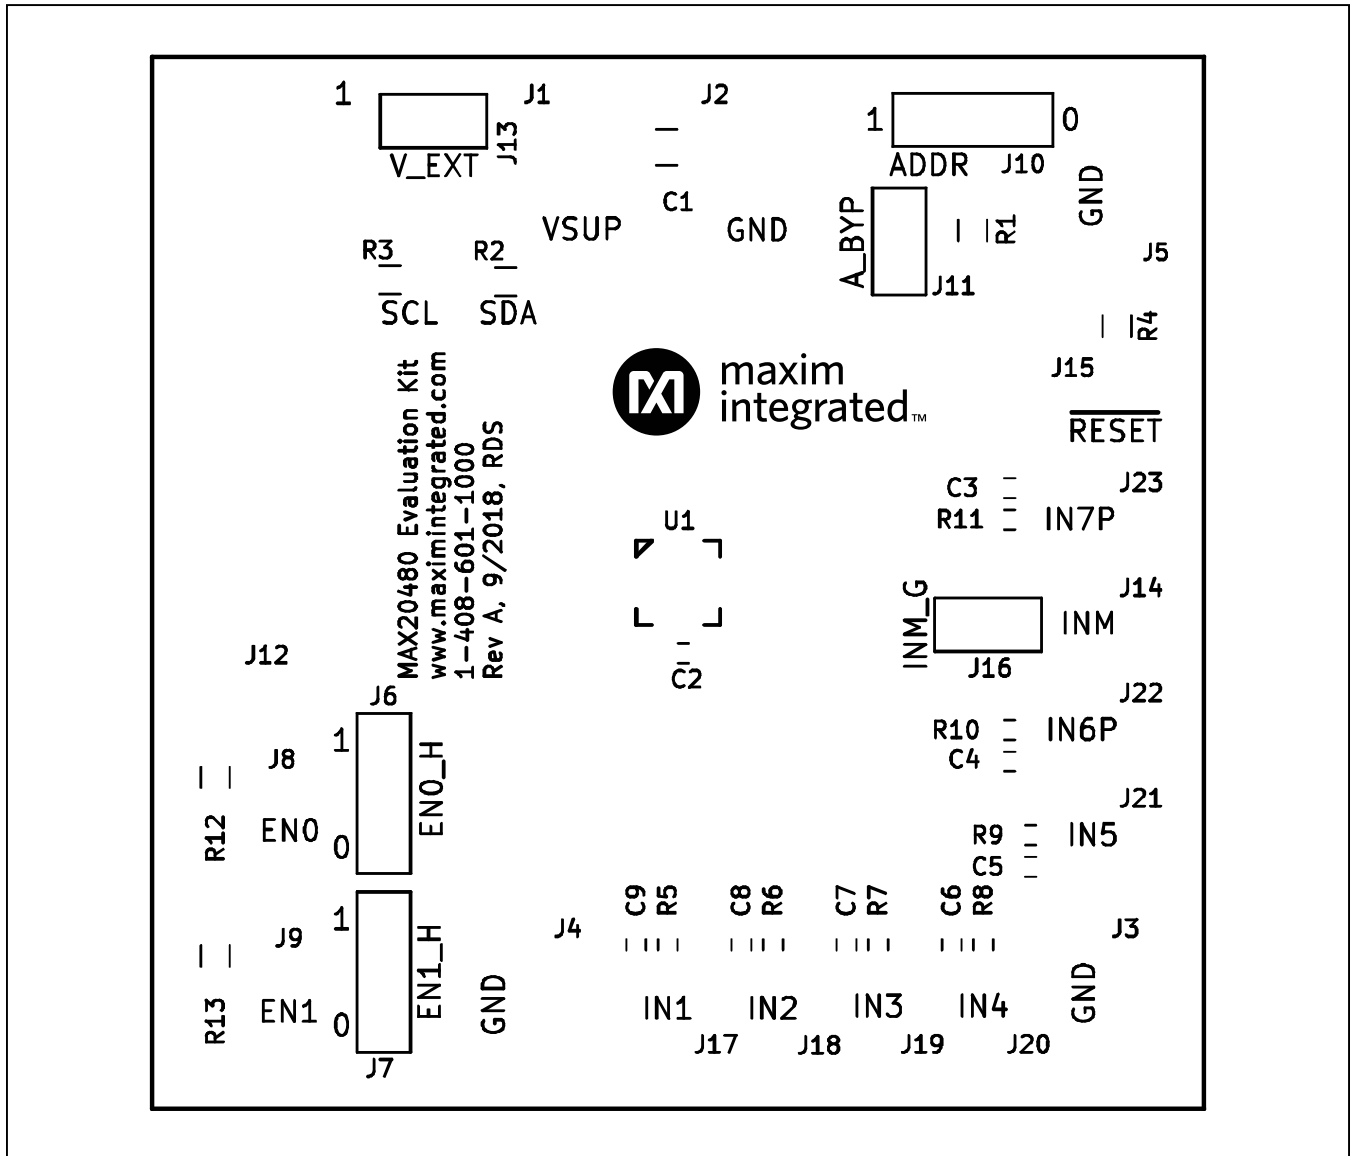 1
J1
J2
J13
V_EXT
1
0
ADDR
J10
C1
VSUP
GND
A_BYP
R1
GND
J11
J5
R3
R2
SCL
SDA
R4
J15
maxim
integrated™
RESET
MAX20480 Evaluation Kit
www.maximintegrated.com
1-408-601-1000
Rev A, 9/2018, RDS
J23
C3
R11
IN7P
U1
J14
INM_G
INM
J16
C2
J12
J6
J22
R10
IN6P
C4
1
J8
EN0_H
R12
EN0
0
J21
R9
IN5
C5
C9
R5
C8
R6
C7
R7
C6
R8
1
J9
EN1_H
J4
J3
R13
EN1
0
GND
IN1
IN2
IN3
IN4
GND
J17
J18
J19
J20
J7